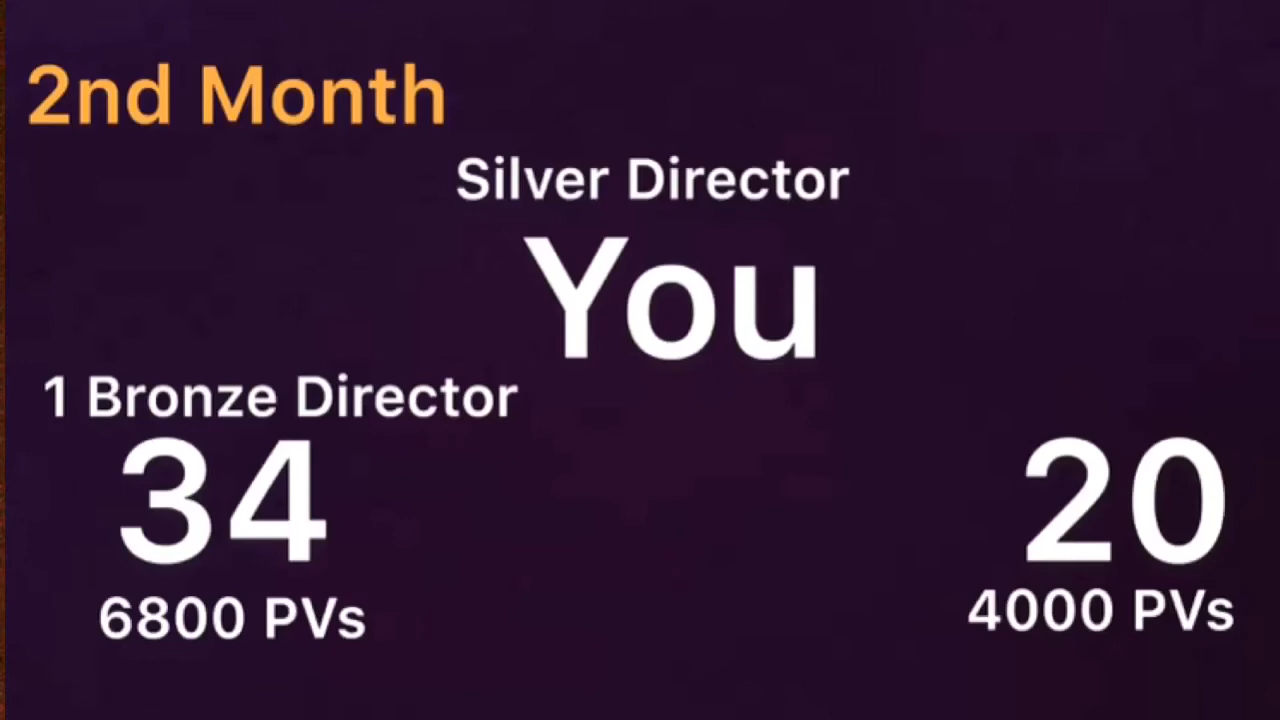 2nd Month
Silver Director
You
1 Bronze Director
34
20
6800 PVs
4000 PVs